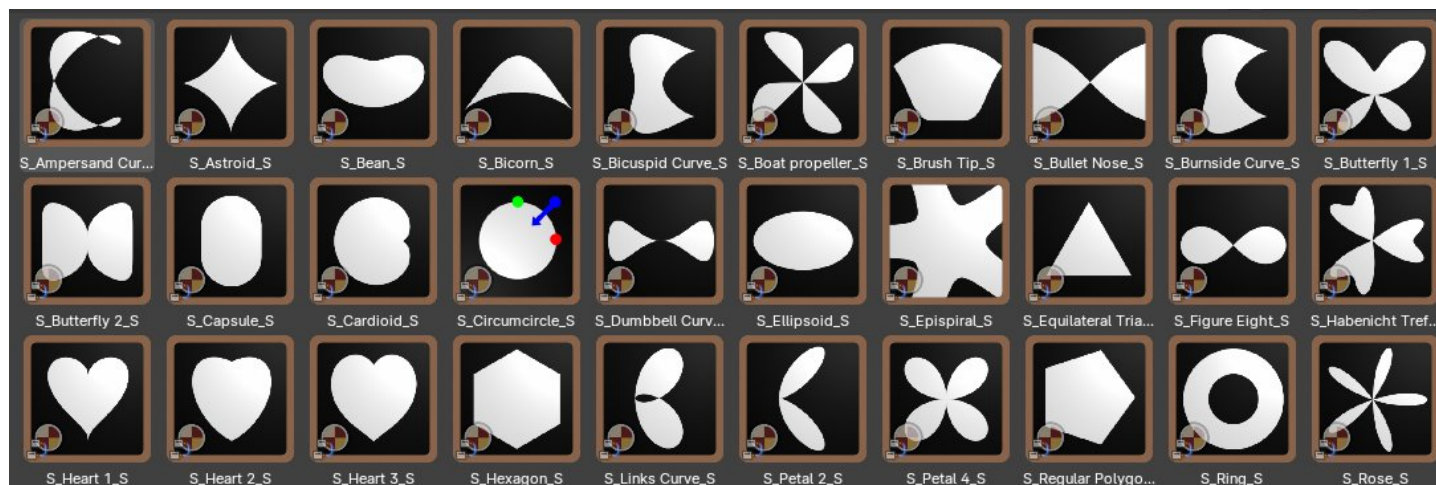 S_Ampersand Cur... S_Astroid_S S_Bean_S S_Bicorn_S S_Bicuspid Curve_S S_Boat propeller_S S_Brush Tip_S S_Bullet Nose_S S_Burnside Curve_S S_Butterfly 1_S
S_Butterfly 2_S S_Capsule_S S_Cardioid_S S_Circumcircle_S S_Dumbbell Curv... S_Ellipsoid_S S_Epispiral_S S_Equilateral Tria... S_Figure Eight_S S_Habenicht Tref...
S_Heart 1_S S_Heart 2_S S_Heart 3_S S_Hexagon_S S_Links Curve_S S_Petal 2_S S_Petal 4_S S_Regular Polygo... S_Ring_S S_Rose_S